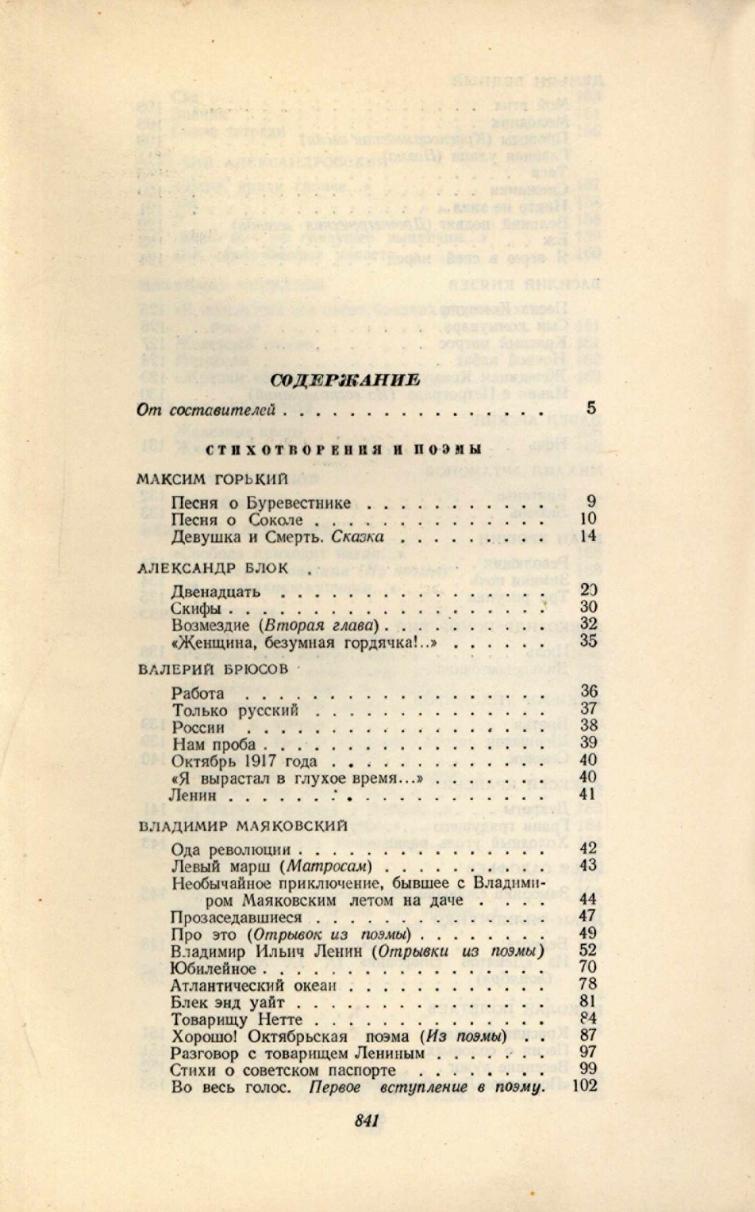 СОДЕРЖАНИЕ
От составителей . . . . . . . . . . . . . . . . 5
СТИХОТВОРЕНИЯ И ПОЭМЫ
МАКСИМ ГОРЬКИЙ
Песня о Буревестнике . . . . . . . . . . . 9
Песня о Соколе . . . . . . . . . . . . . . 10
Девушка и Смерть. Сказка . . . . . . . . . 14
АЛЕКСАНДР БЛОК
Двенадцать . . . . . . . . . . . . . . . . 20
Скифы . . . . . . . . . . . . . . . . . . . 30
Возмездие (Вторая глава) . . . . . . . . . . 32
«Женщина, безумная гордячка!..» . . . . . . 35
ВАЛЕРИЙ БРЮСОВ
Работа . . . . . . . . . . . . . . . . . . 36
Только русский . . . . . . . . . . . . . . 37
России . . . . . . . . . . . . . . . . . . 38
Нам проба . . . . . . . . . . . . . . . . . 39
Октябрь 1917 года . . . . . . . . . . . . . 40
«Я вырастал в глухое время...» . . . . . . . 40
Ленин . . . . . . . . . . . . . . . . . . . 41
ВЛАДИМИР МАЯКОВСКИЙ
Ода революции . . . . . . . . . . . . . . . 42
Левый марш (Матросам) . . . . . . . . . . 43
Необычайное приключение, бывшее с Владими-
ром Маяковским летом на даче . . . . 44
Прозаседавшиеся . . . . . . . . . . . . . . 47
Про это (Отрывок из поэмы) . . . . . . . . 49
Владимир Ильич Ленин (Отрывки из поэмы) 52
Юбилейное . . . . . . . . . . . . . . . . . 70
Атлантический океан . . . . . . . . . . . . 78
Блек энд уайт . . . . . . . . . . . . . . . 81
Товарищу Нетте . . . . . . . . . . . . . . 84
Хорошо! Октябрьская поэма (Из поэмы) . . 87
Разговор с товарищем Лениным . . . . . . . 97
Стихи о советском паспорте . . . . . . . . 99
Во весь голос. Первое вступление в поэму. 102
841